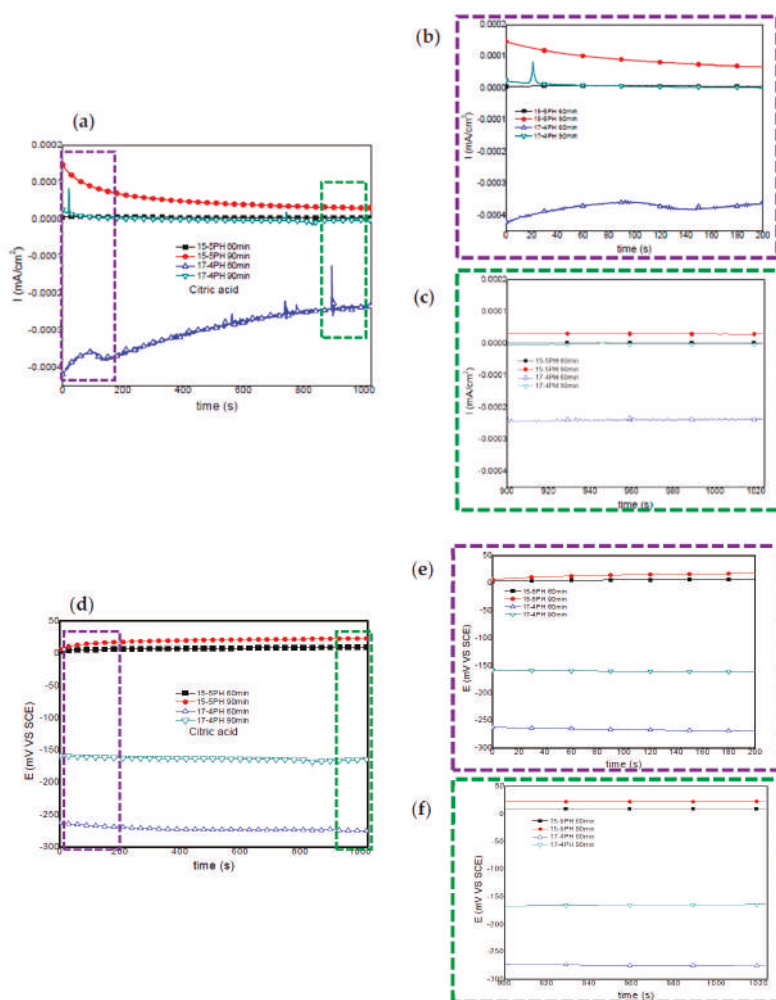 (a)
I (mA/cm²)
0.0002
0.0001
0.0000
-0.0001
-0.0002
-0.0003
-0.0004
15-5PH 60min
15-5PH 90min
17-4PH 60min
17-4PH 90min
Citric acid
0 200 400 600 800 1000
time (s)
(b)
I (mA/cm²)
0.0002
0.0001
0.0000
-0.0001
-0.0002
-0.0003
-0.0004
15-5PH 60min
15-5PH 90min
17-4PH 60min
17-4PH 90min
0 20 40 60 80 100 120 140 160 180 200
time (s)
(c)
I (mA/cm²)
0.0002
0.0001
0.0000
-0.0001
-0.0002
-0.0003
-0.0004
15-5PH 60min
15-5PH 90min
17-4PH 60min
17-4PH 90min
900 920 940 960 980 1000 1020
time (s)
(d)
E (mV VS SCE)
50
0
-50
-100
-150
-200
-250
-300
15-5PH 60min
15-5PH 90min
17-4PH 60min
17-4PH 90min
Citric acid
0 200 400 600 800 1000
time (s)
(e)
E (mV VS SCE)
50
0
-50
-100
-150
-200
-250
-300
15-5PH 60min
15-5PH 90min
17-4PH 60min
17-4PH 90min
0 20 40 60 80 100 120 140 160 180 200
time (s)
(f)
E (mV VS SCE)
50
0
-50
-100
-150
-200
-250
-300
15-5PH 60min
15-5PH 90min
17-4PH 60min
17-4PH 90min
900 920 940 960 980 1000 1020
time (s)